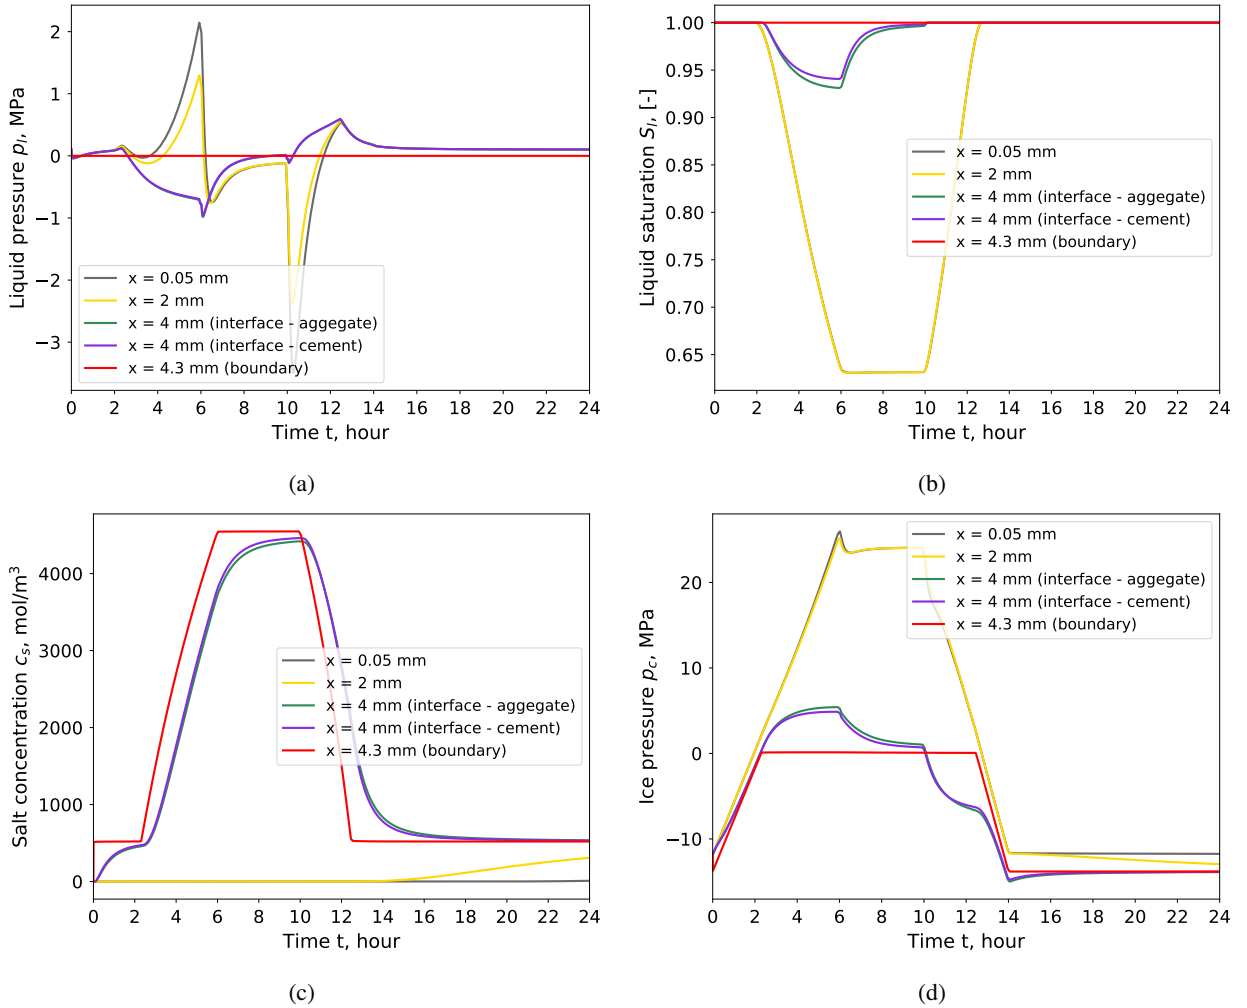 2
1
0
−1
−2
−3
Liquid pressure p_l, MPa
x = 0.05 mm
x = 2 mm
x = 4 mm (interface - aggegate)
x = 4 mm (interface - cement)
x = 4.3 mm (boundary)
0 2 4 6 8 10 12 14 16 18 20 22 24
Time t, hour
(a)
1.00
0.95
0.90
0.85
0.80
0.75
0.70
0.65
Liquid saturation S_l, [-]
x = 0.05 mm
x = 2 mm
x = 4 mm (interface - aggegate)
x = 4 mm (interface - cement)
x = 4.3 mm (boundary)
0 2 4 6 8 10 12 14 16 18 20 22 24
Time t, hour
(b)
4000
3000
2000
1000
0
Salt concentration c_s, mol/m³
x = 0.05 mm
x = 2 mm
x = 4 mm (interface - aggegate)
x = 4 mm (interface - cement)
x = 4.3 mm (boundary)
0 2 4 6 8 10 12 14 16 18 20 22 24
Time t, hour
(c)
20
10
0
−10
Ice pressure p_c, MPa
x = 0.05 mm
x = 2 mm
x = 4 mm (interface - aggegate)
x = 4 mm (interface - cement)
x = 4.3 mm (boundary)
0 2 4 6 8 10 12 14 16 18 20 22 24
Time t, hour
(d)